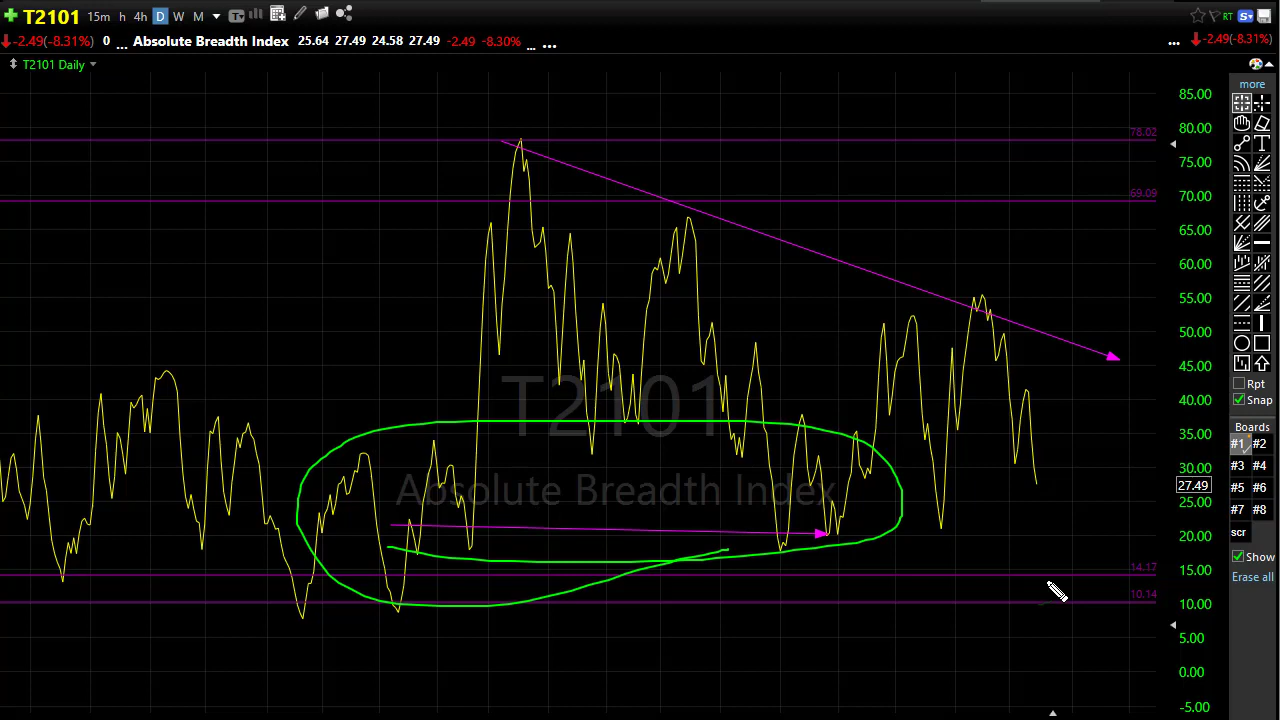 T2101 15m h 4h D W M T
RT S
-2.49(-8.31%) 0 ... Absolute Breadth Index 25.64 27.49 24.58 27.49 -2.49 -8.30% ... ...
... -2.49(-8.31%)
T2101 Daily
more
85.00
80.00
78.02
75.00
70.00
69.09
65.00
60.00
55.00
50.00
45.00
40.00
35.00
30.00
27.49
25.00
20.00
15.00
14.17
10.14
10.00
5.00
0.00
-5.00
T2101
Absolute Breadth Index
T
Rpt
Snap
Boards
#1 #2
#3 #4
#5 #6
#7 #8
scr
Show
Erase all